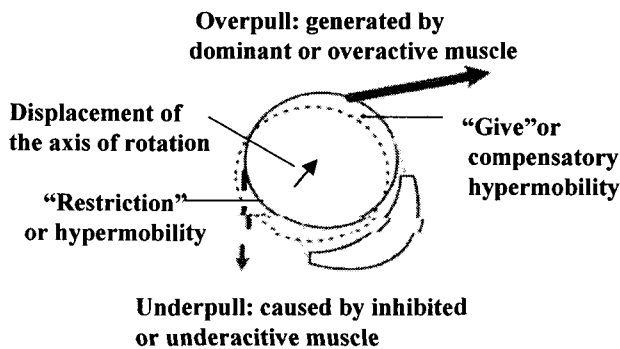 Overpull: generated by
dominant or overactive muscle
Displacement of
the axis of rotation
“Give”or
compensatory
hypermobility
“Restriction”
or hypermobility
Underpull: caused by inhibited
or underacitive muscle